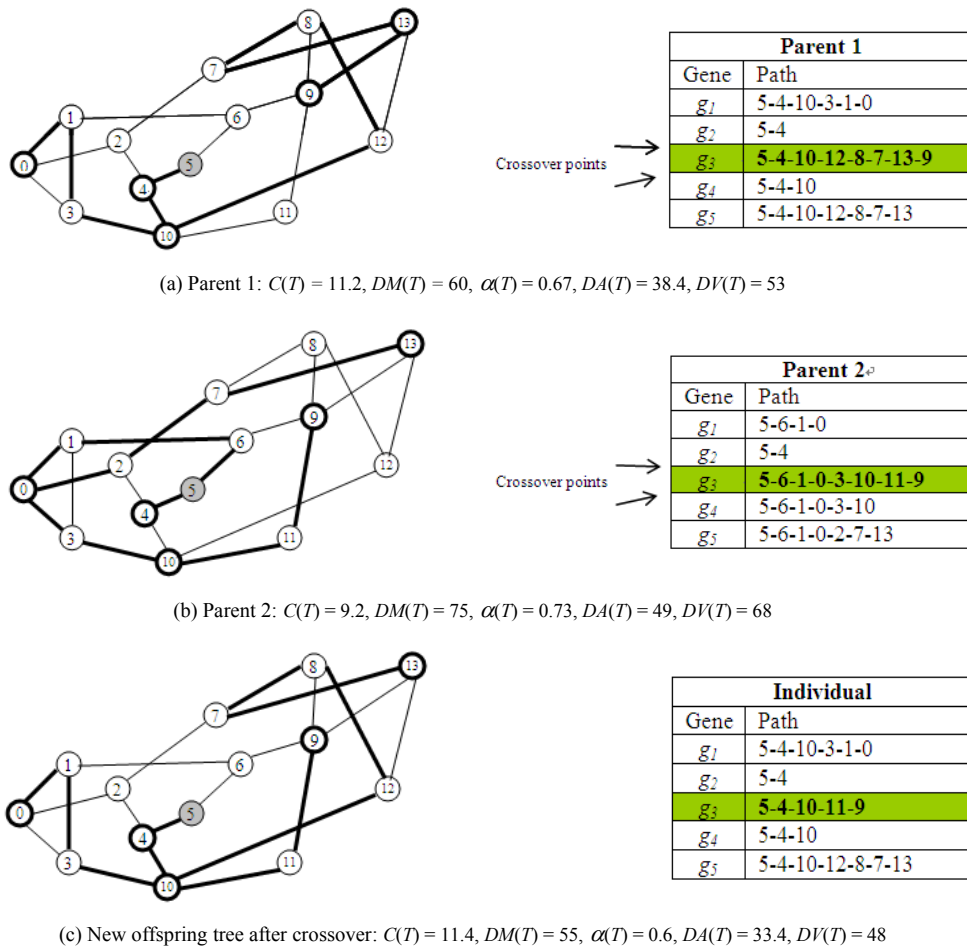 8
13
7
9
1
6
2
12
5
0
4
3
11
10
Crossover points
Parent 1
Gene Path
g1 5-4-10-3-1-0
g2 5-4
g3 5-4-10-12-8-7-13-9
g4 5-4-10
g5 5-4-10-12-8-7-13
(a) Parent 1: C(T) = 11.2, DM(T) = 60, α(T) = 0.67, DA(T) = 38.4, DV(T) = 53
8
13
7
9
1
6
2
12
5
0
4
3
11
10
Crossover points
Parent 2↵
Gene Path
g1 5-6-1-0
g2 5-4
g3 5-6-1-0-3-10-11-9
g4 5-6-1-0-3-10
g5 5-6-1-0-2-7-13
(b) Parent 2: C(T) = 9.2, DM(T) = 75, α(T) = 0.73, DA(T) = 49, DV(T) = 68
8
13
7
9
1
6
2
12
5
0
4
3
11
10
Individual
Gene Path
g1 5-4-10-3-1-0
g2 5-4
g3 5-4-10-11-9
g4 5-4-10
g5 5-4-10-12-8-7-13
(c) New offspring tree after crossover: C(T) = 11.4, DM(T) = 55, α(T) = 0.6, DA(T) = 33.4, DV(T) = 48